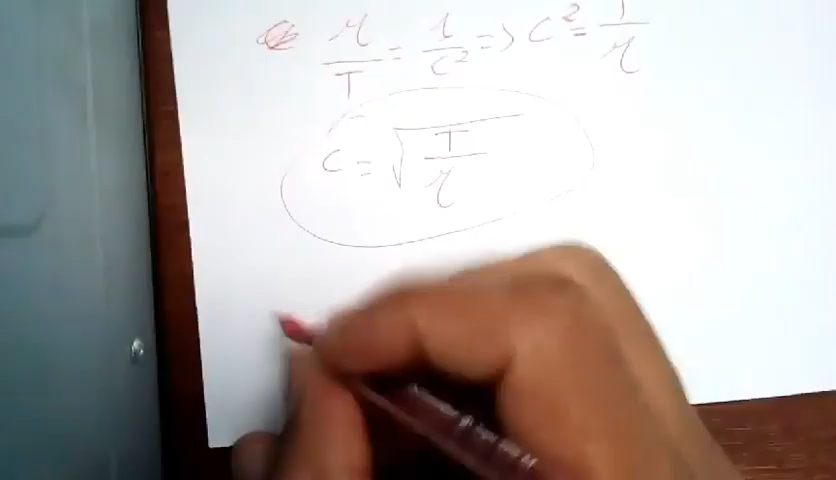 μ/T = 1/C² => C² = T/μ
C = √(T/μ)